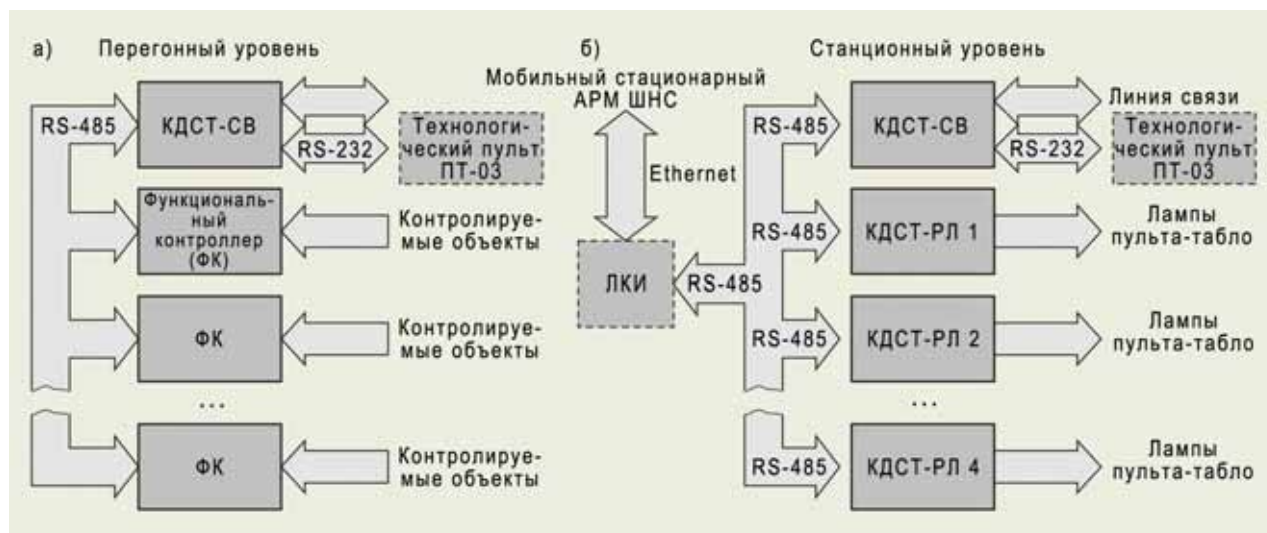 а) Перегонный уровень
RS-485
КДСТ-СВ
RS-232
Технологи-
ческий пульт
ПТ-03
Функциональ-
ный
контроллер
(ФК)
Контролируе-
мые объекты
ФК
Контролируе-
мые объекты
...
ФК
Контролируе-
мые объекты
б) Станционный уровень
Мобильный стационарный
АРМ ШНС
Ethernet
ЛКИ
RS-485
RS-485
КДСТ-СВ
Линия связи
RS-232
Технологи-
ческий пульт
ПТ-03
RS-485
КДСТ-РЛ 1
Лампы
пульта-табло
RS-485
КДСТ-РЛ 2
Лампы
пульта-табло
...
RS-485
КДСТ-РЛ 4
Лампы
пульта-табло